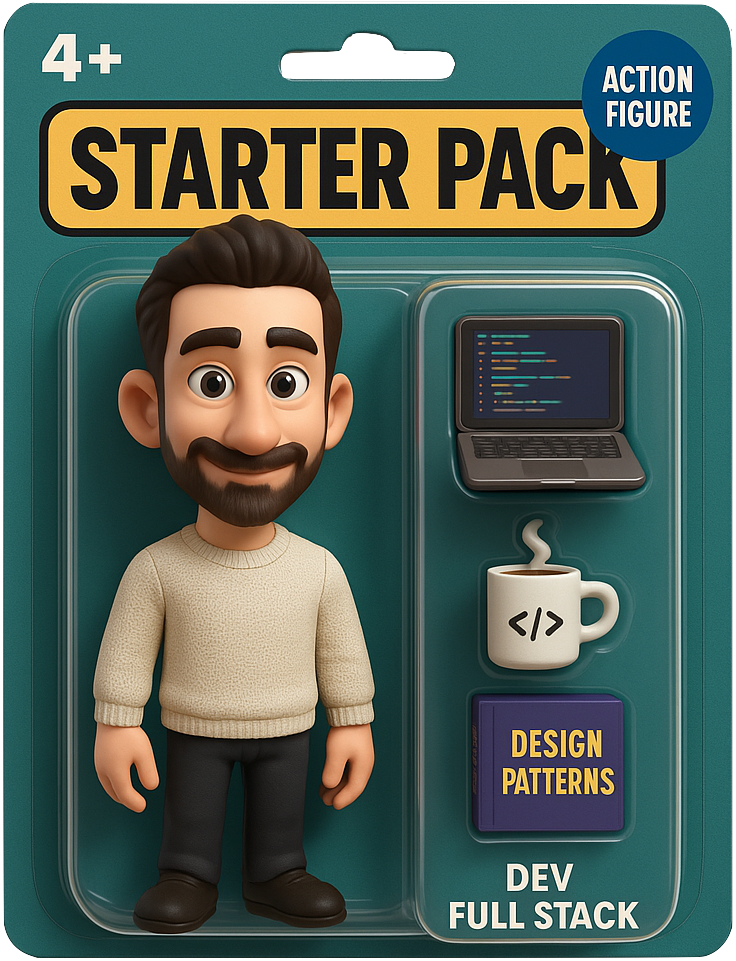 4+
ACTION
FIGURE
STARTER PACK
</>
DESIGN
PATTERNS
DEV
FULL STACK